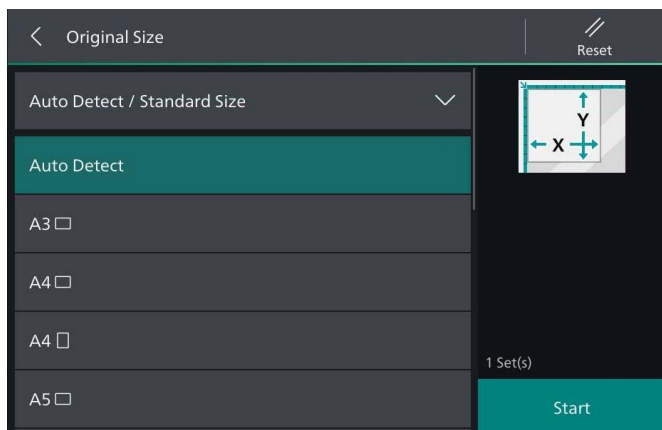 Original Size
Reset
Auto Detect / Standard Size
Auto Detect
A3
A4
A4
A5
Y
X
1 Set(s)
Start